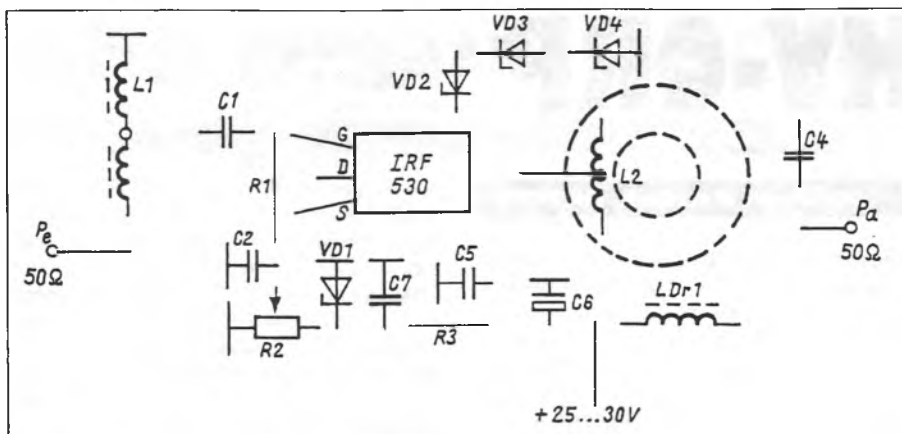 VD3
VD4
L1
VD2
C1
G
D
S
IRF
530
C4
R1
L2
Pe
50Ω
C2
VD1
C7
C5
C6
Pa
50Ω
LDr1
R2
R3
+25...30V